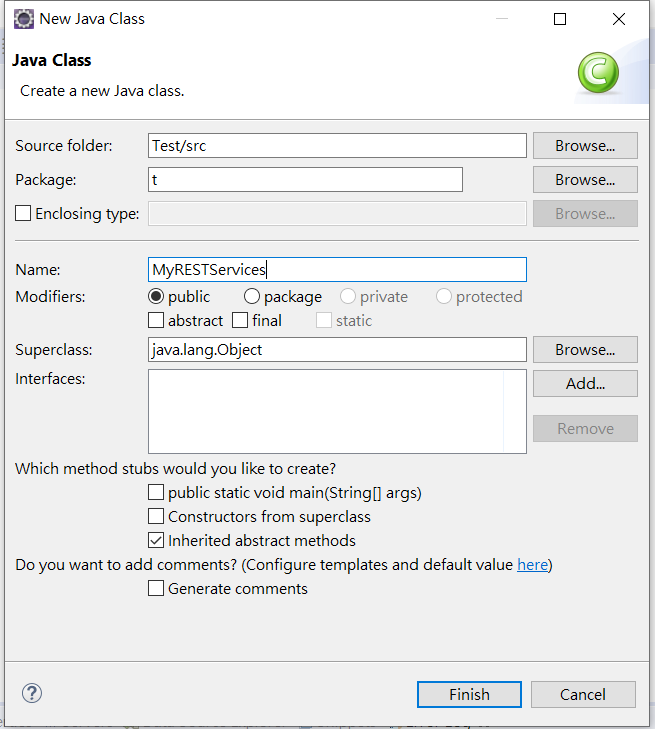 New Java Class
Java Class
Create a new Java class.
Source folder: Test/src Browse...
Package: t Browse...
Enclosing type: Browse...
Name: MyRESTServices
Modifiers: public package private protected
abstract final static
Superclass: java.lang.Object Browse...
Interfaces: Add...
Remove
Which method stubs would you like to create?
public static void main(String[] args)
Constructors from superclass
Inherited abstract methods
Do you want to add comments? (Configure templates and default value here)
Generate comments
? Finish Cancel